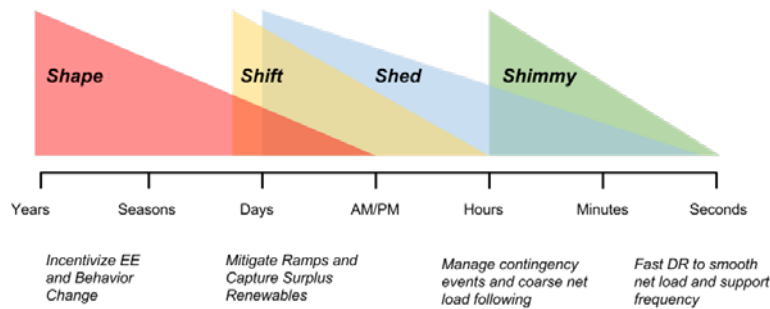 Shape
Shift
Shed
Shimmy
Years
Seasons
Days
AM/PM
Hours
Minutes
Seconds
Incentivize EE
and Behavior
Change
Mitigate Ramps and
Capture Surplus
Renewables
Manage contingency
events and coarse net
load following
Fast DR to smooth
net load and support
frequency